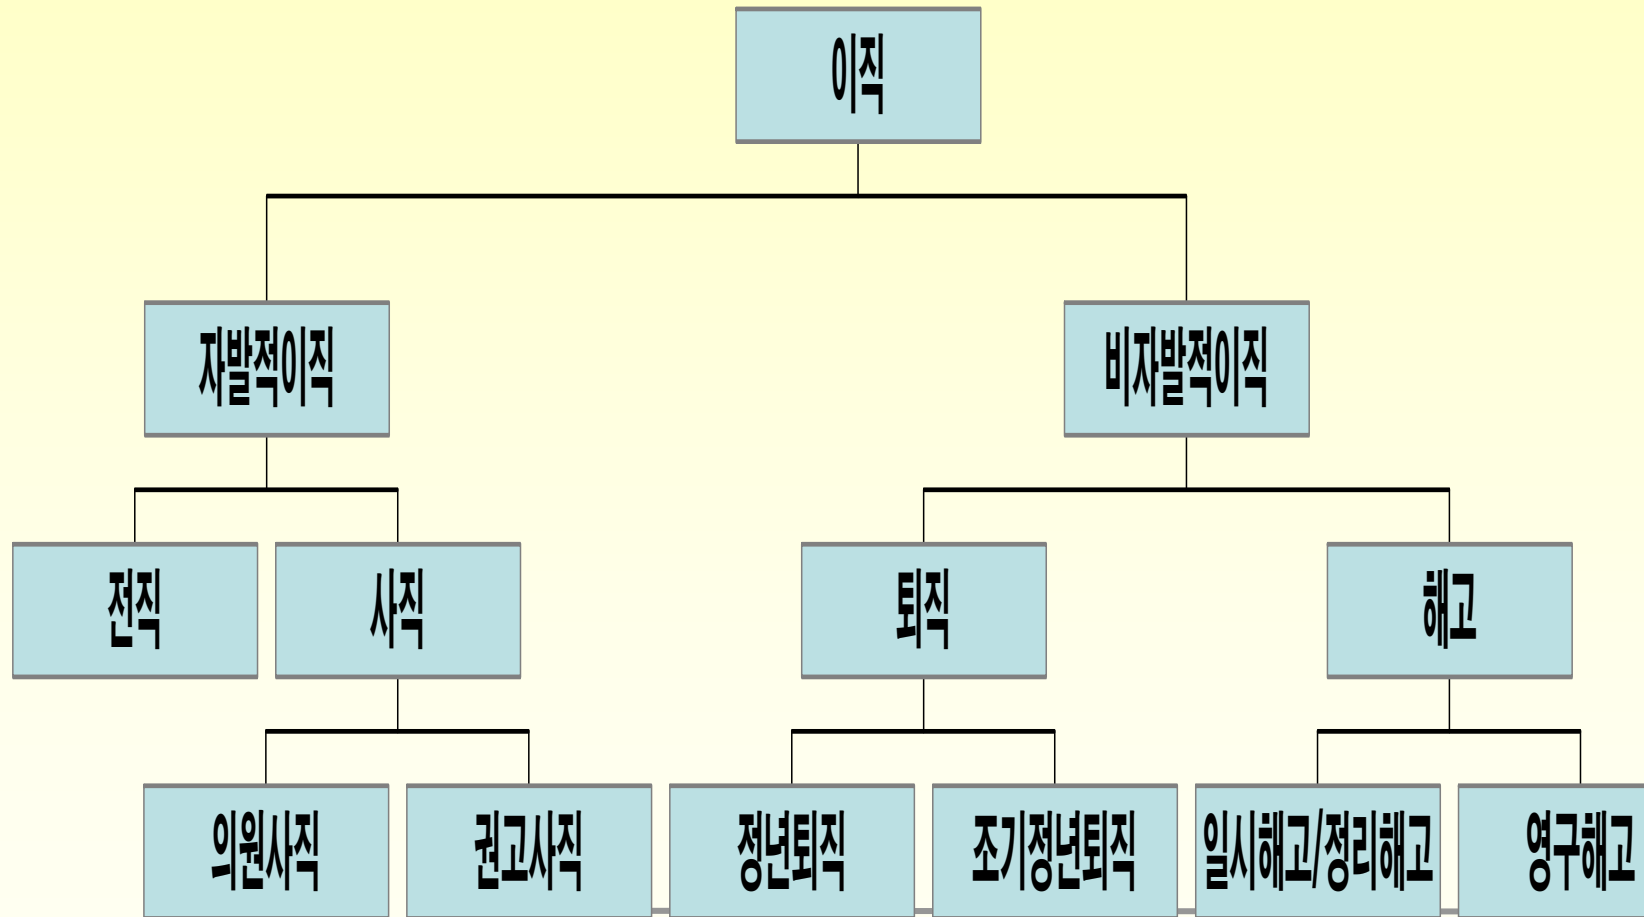 이직
자발적이직
비자발적이직
전직
사직
퇴직
해고
의원사직
권고사직
정년퇴직
조기정년퇴직
일시해고/정리해고
영구해고